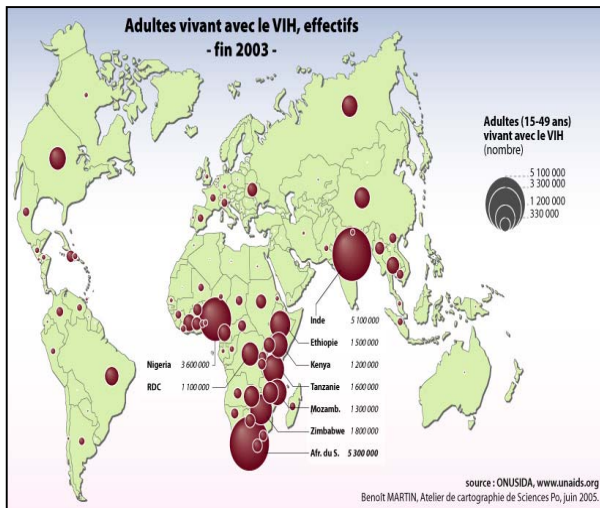 Adultes vivant avec le VIH, effectifs
- fin 2003 -
Adultes (15-49 ans)
vivant avec le VIH
(nombre)
5 100 000
3 300 000
1 200 000
330 000
Inde 5 100 000
Ethiopie 1 500 000
Nigeria 3 600 000
Kenya 1 200 000
RDC 1 100 000
Tanzanie 1 600 000
Mozamb. 1 300 000
Zimbabwe 1 800 000
Afr. du S. 5 300 000
source : ONUSIDA, www.unaids.org
Benoît MARTIN, Atelier de cartographie de Sciences Po, juin 2005.